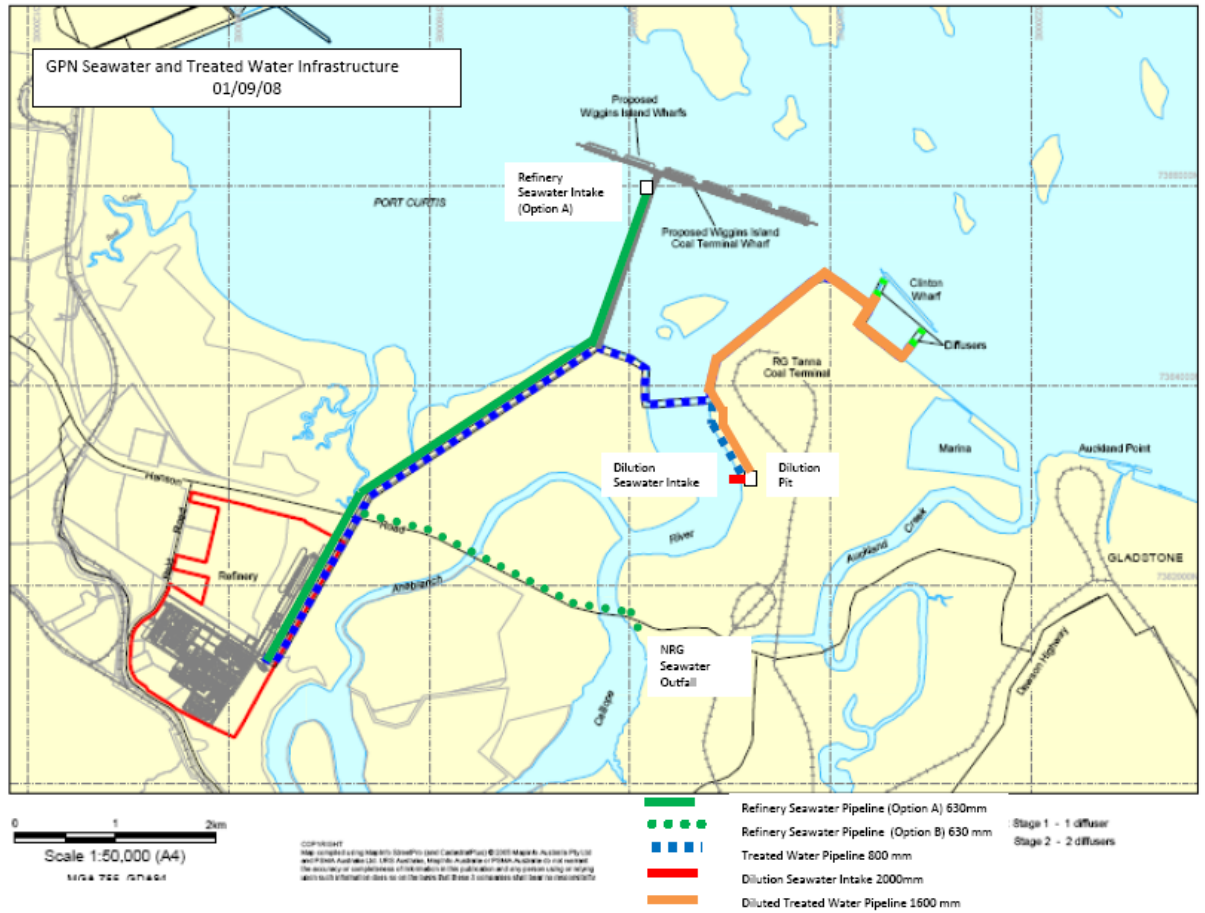 GPN Seawater and Treated Water Infrastructure
01/09/08
Proposed
Wiggins Island Wharfs
Refinery
Seawater Intake
(Option A)
PORT CURTIS
Proposed Wiggins Island
Coal Terminal Wharf
Clinton
Wharf
Diffusers
RG Tanna
Coal Terminal
Marina
Auckland Point
Dilution
Seawater Intake
Dilution
Pit
Hanson
Road
Road
Refinery
River
Auckland
Creek
Anabranch
GLADSTONE
NRG
Seawater
Outfall
Calliope
Dawson Highway
0 1 2km
Scale 1:50,000 (A4)
COPYRIGHT
Refinery Seawater Pipeline (Option A) 630mm
Refinery Seawater Pipeline (Option B) 630 mm
Treated Water Pipeline 800 mm
Dilution Seawater Intake 2000mm
Diluted Treated Water Pipeline 1600 mm
Stage 1 - 1 diffuser
Stage 2 - 2 diffusers